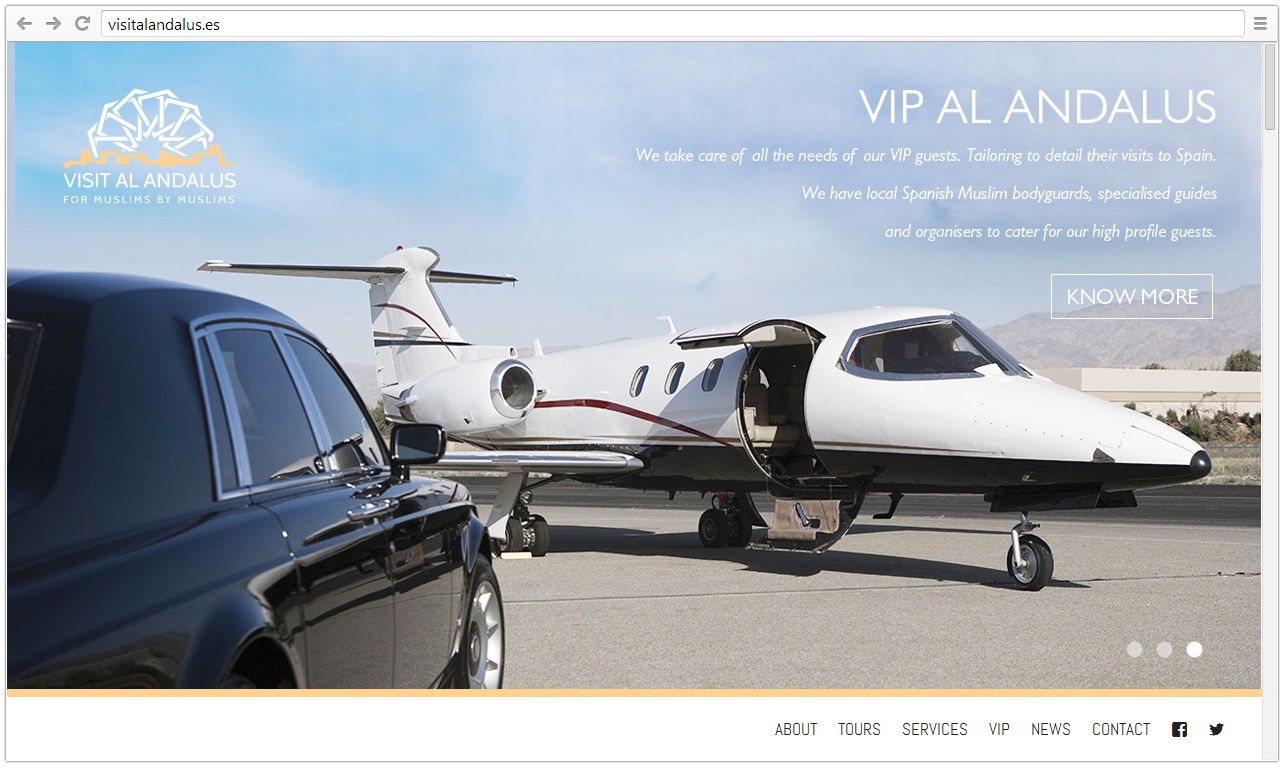 visitalandalus.es
VISIT AL ANDALUS
FOR MUSLIMS BY MUSLIMS
VIP AL ANDALUS
We take care of all the needs of our VIP guests. Tailoring to detail their visits to Spain.
We have local Spanish Muslim bodyguards, specialised guides
and organisers to cater for our high profile guests.
KNOW MORE
ABOUT TOURS SERVICES VIP NEWS CONTACT